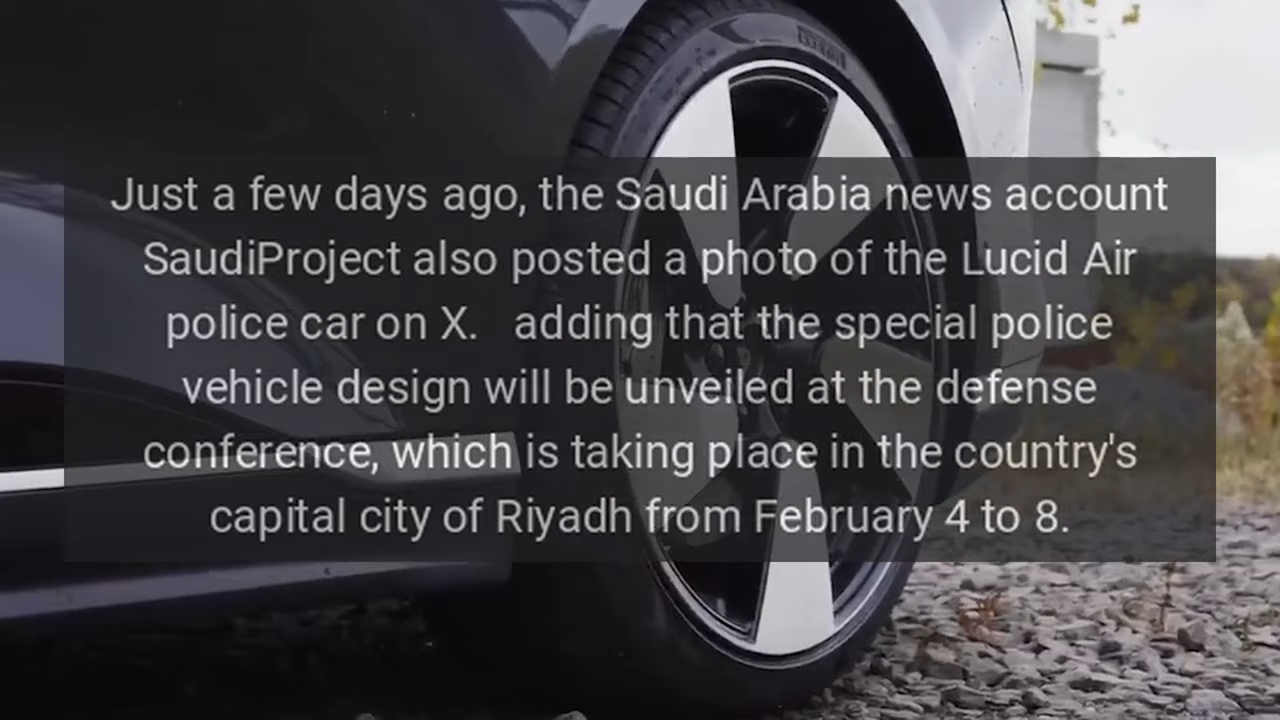 Just a few days ago, the Saudi Arabia news account
SaudiProject also posted a photo of the Lucid Air
police car on X.   adding that the special police
vehicle design will be unveiled at the defense
conference, which is taking place in the country's
capital city of Riyadh from February 4 to 8.